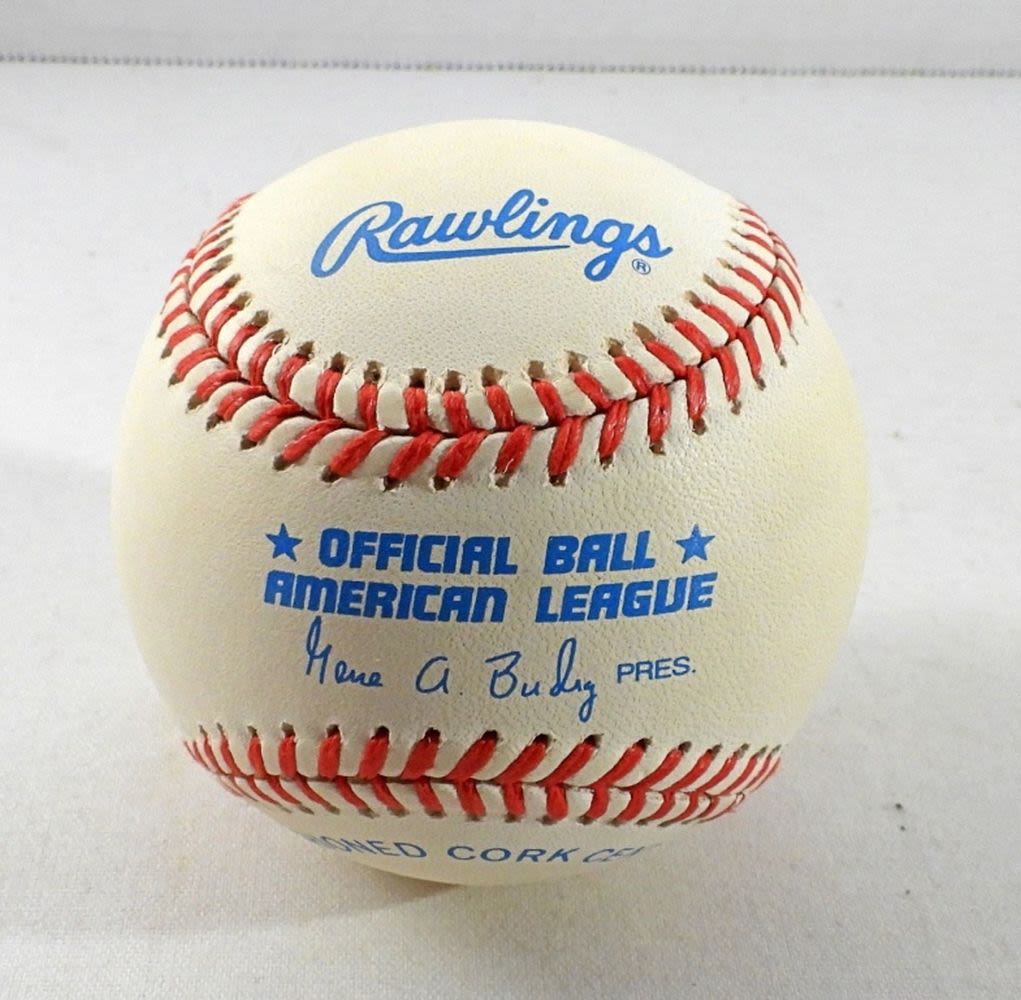 Rawlings®
★ OFFICIAL BALL ★
AMERICAN LEAGUE
Gene A. Budig PRES.
CORK